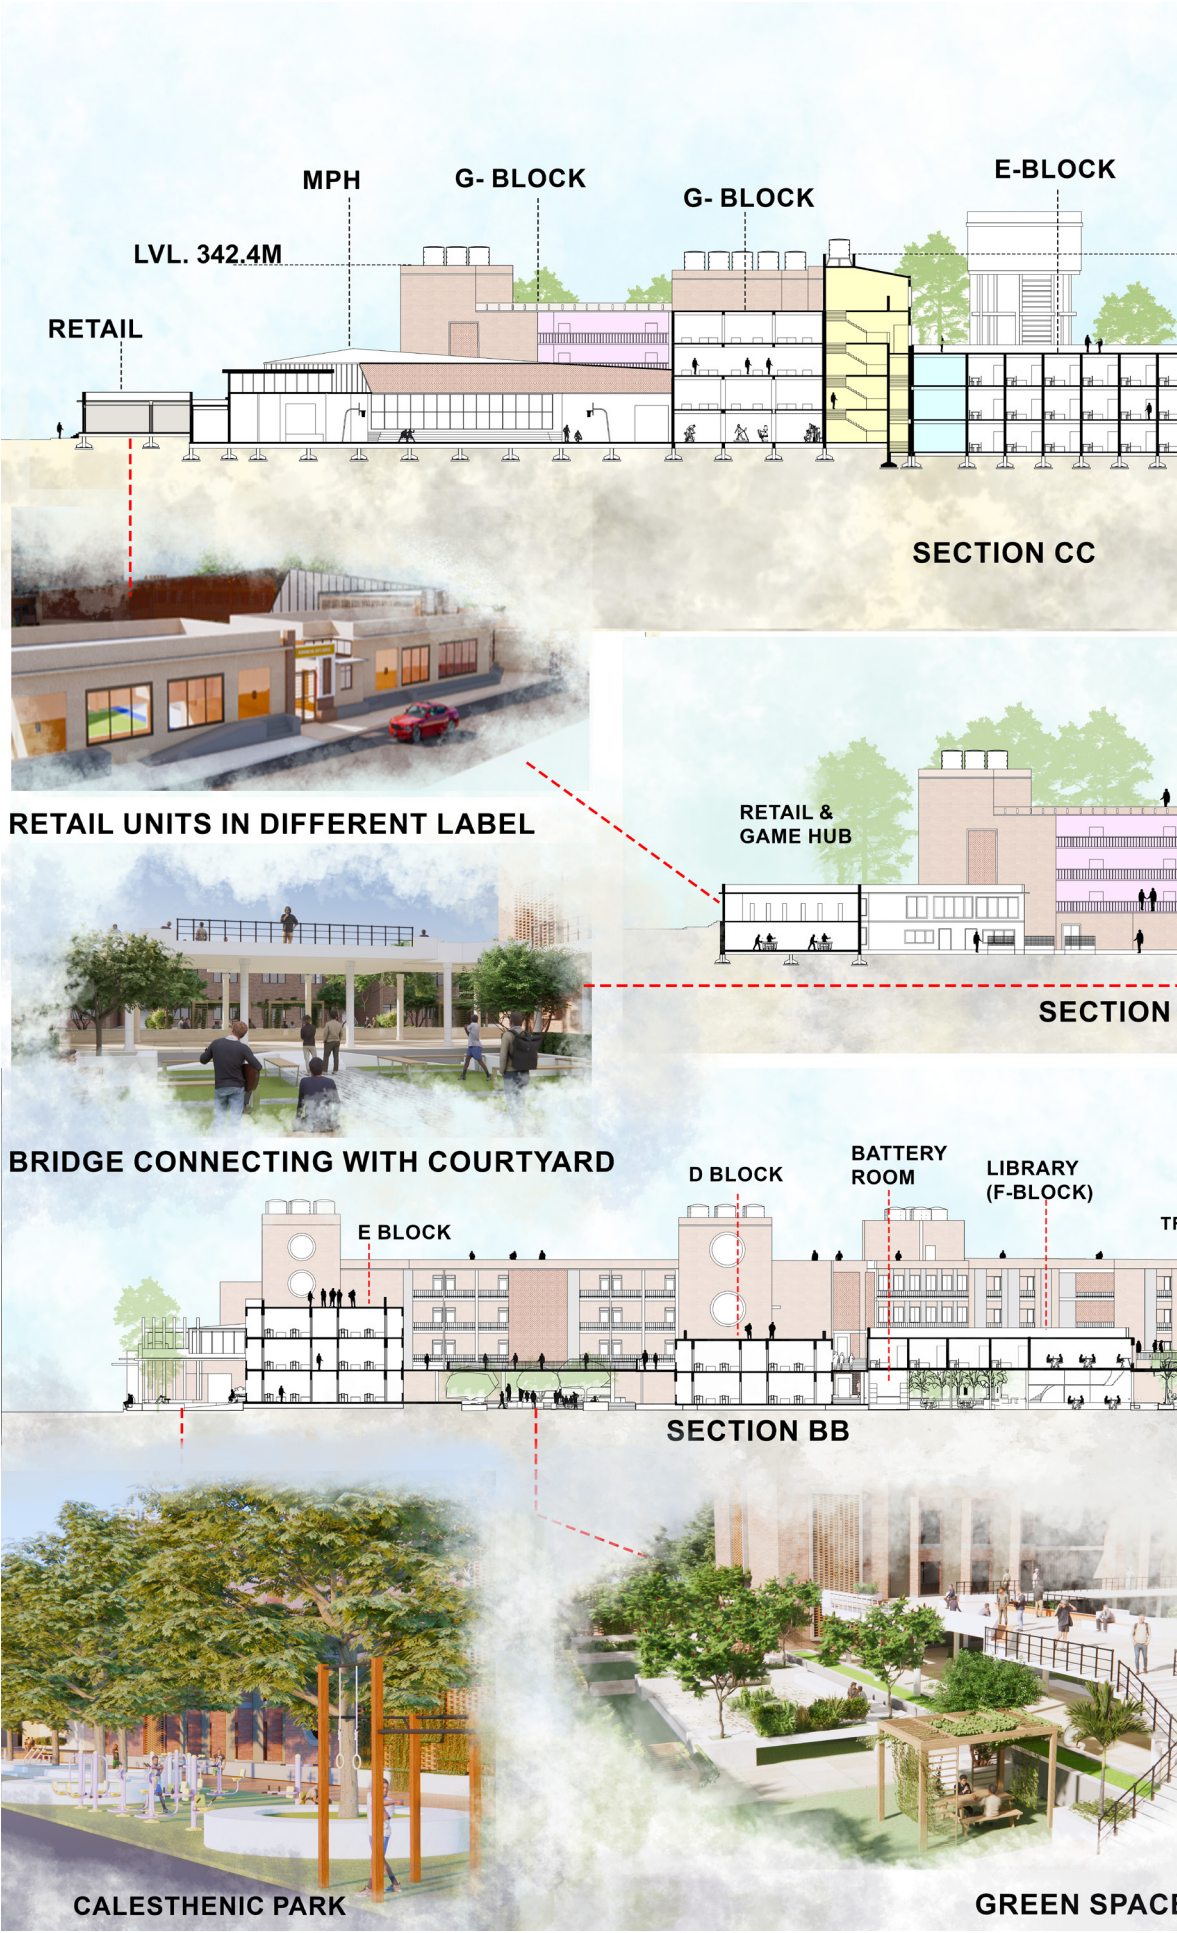 MPH
G- BLOCK
G- BLOCK
E-BLOCK
LVL. 342.4M
RETAIL
SECTION CC
RETAIL UNITS IN DIFFERENT LABEL
RETAIL &
GAME HUB
SECTION
BRIDGE CONNECTING WITH COURTYARD
D BLOCK
BATTERY
ROOM
LIBRARY
(F-BLOCK)
E BLOCK
SECTION BB
CALESTHENIC PARK
GREEN SPACE